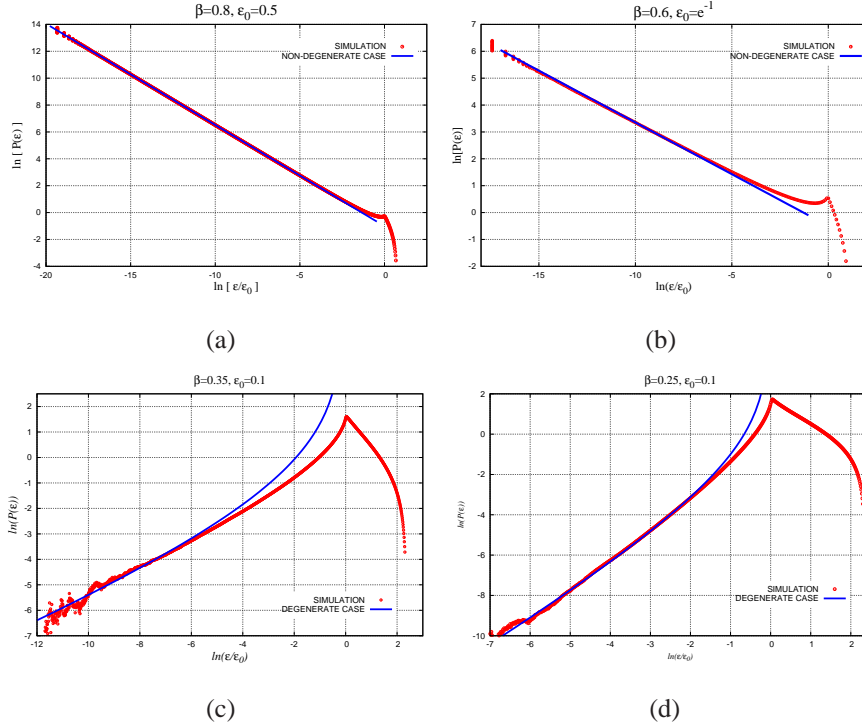 β=0.8, ε0=0.5
ln [ P(ε) ]
14
12
10
8
6
4
2
0
-2
-4
SIMULATION
NON-DEGENERATE CASE
-20 -15 -10 -5 0
ln [ ε/ε0 ]
(a)
β=0.6, ε0=e-1
ln[P(ε)]
7
6
5
4
3
2
1
0
-1
-2
SIMULATION
NON-DEGENERATE CASE
-15 -10 -5 0
ln(ε/ε0)
(b)
β=0.35, ε0=0.1
ln(P(ε))
2
1
0
-1
-2
-3
-4
-5
-6
-7
SIMULATION
DEGENERATE CASE
-12 -10 -8 -6 -4 -2 0 2
ln(ε/ε0)
(c)
β=0.25, ε0=0.1
ln(P(ε))
2
0
-2
-4
-6
-8
-10
SIMULATION
DEGENERATE CASE
-7 -6 -5 -4 -3 -2 -1 0 1 2
ln(ε/ε0)
(d)